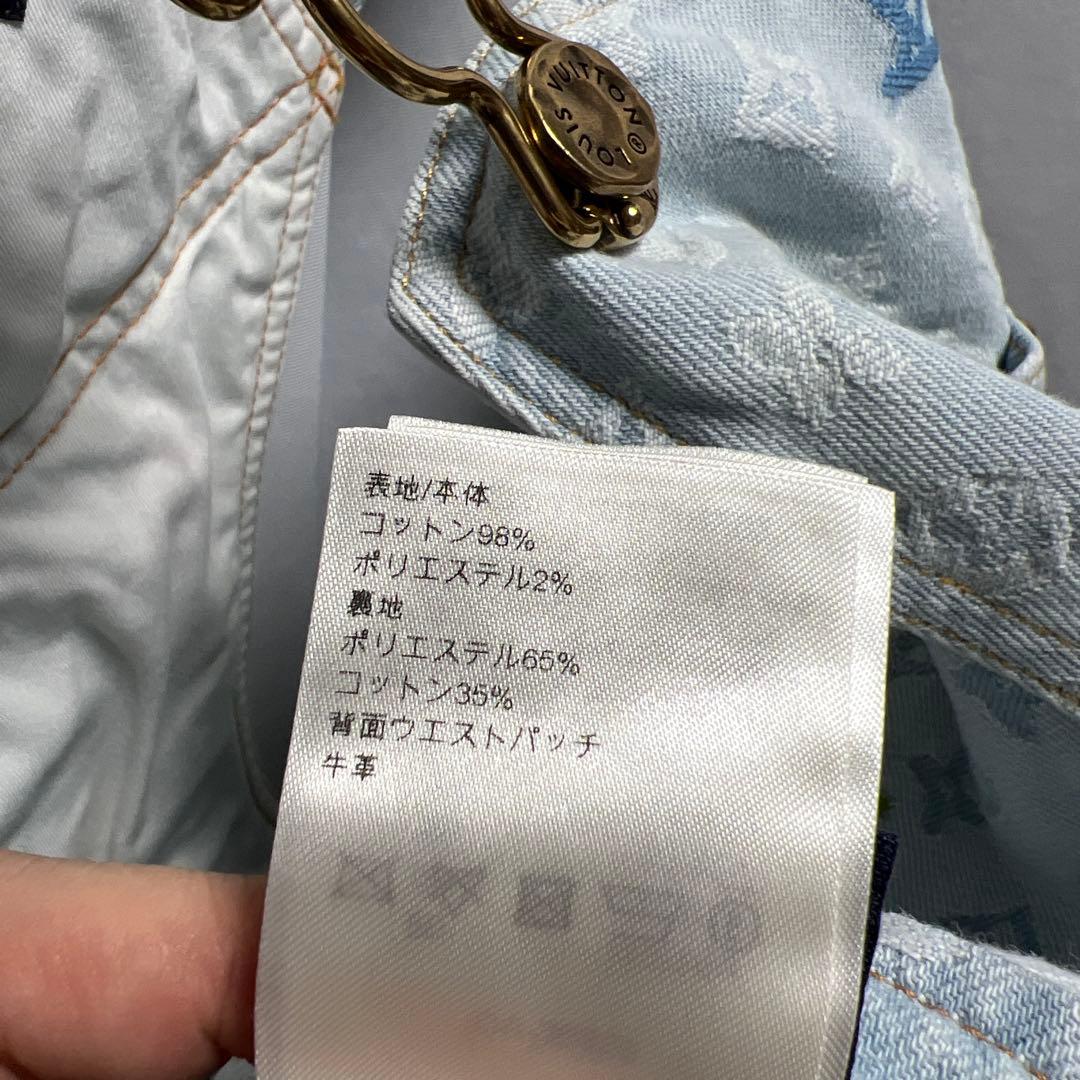 LOUIS VUITTON®
表地/本体
コットン98%
ポリエステル2%
裏地
ポリエステル65%
コットン35%
背面ウエストパッチ
牛革